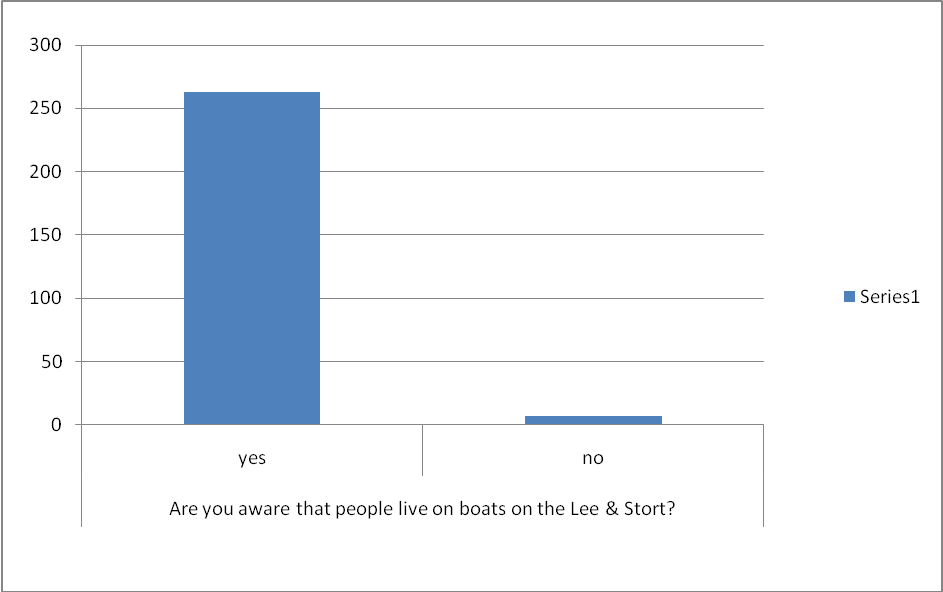 300
250
200
150
100
50
0
yes no
Are you aware that people live on boats on the Lee & Stort?
Series1